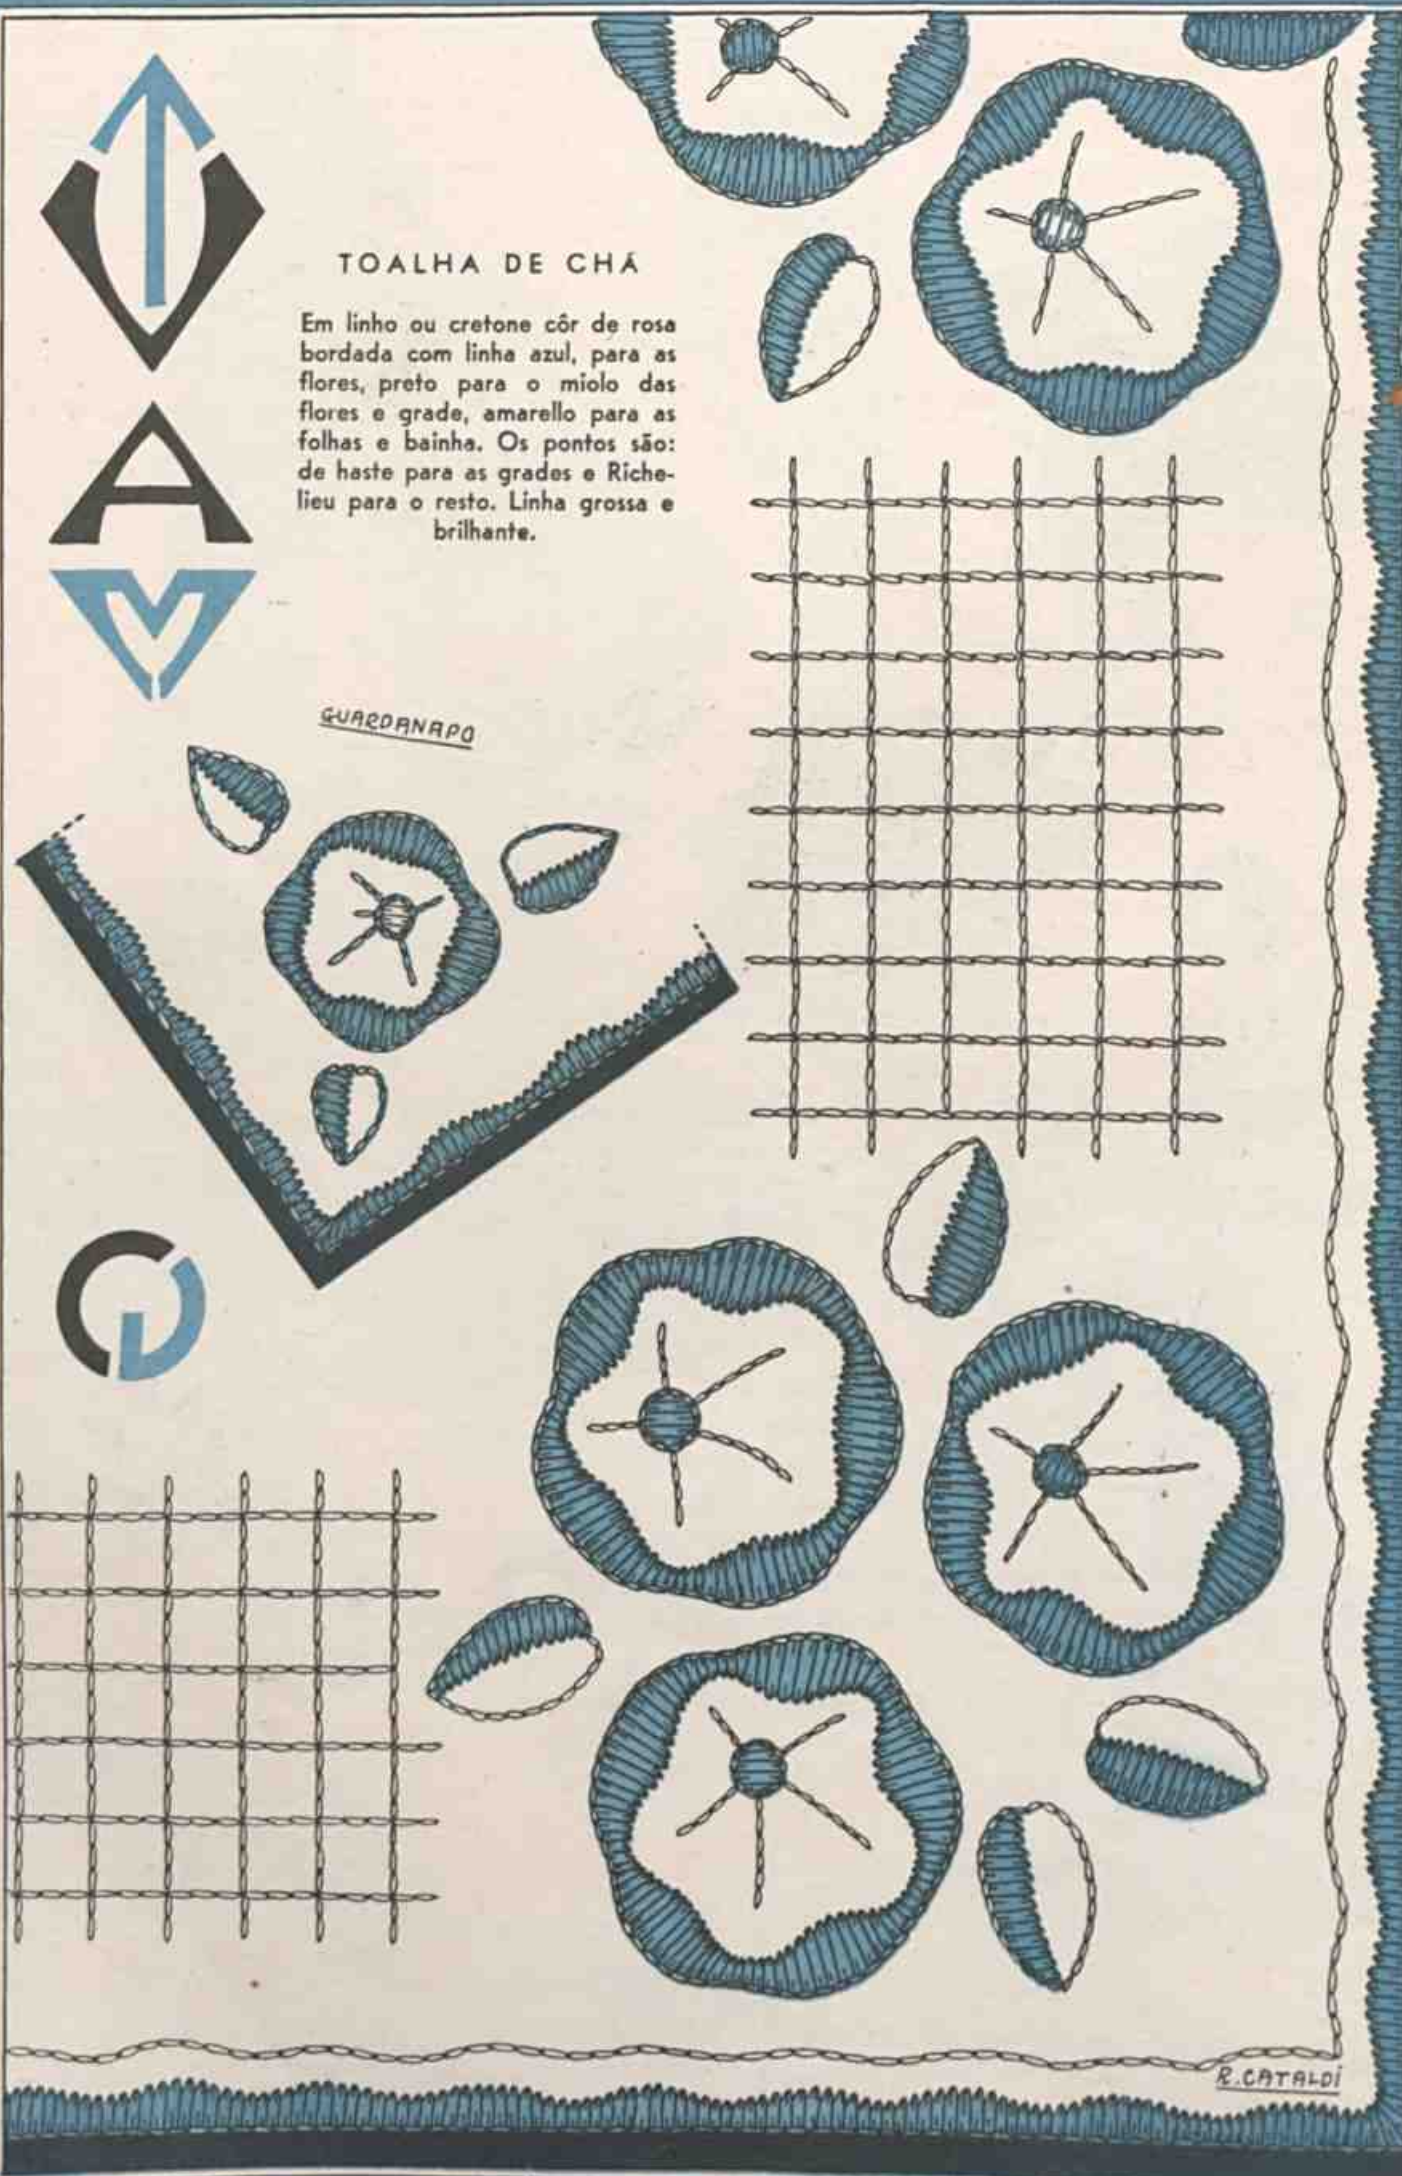 TOALHA DE CHÁ
Em linho ou cretone côr de rosa
bordada com linha azul, para as
flores, preto para o miolo das
flores e grade, amarello para as
folhas e bainha. Os pontos são:
de haste para as grades e Riche-
lieu para o resto. Linha grossa e
brilhante.
GUARDANAPO
R. CATALDI